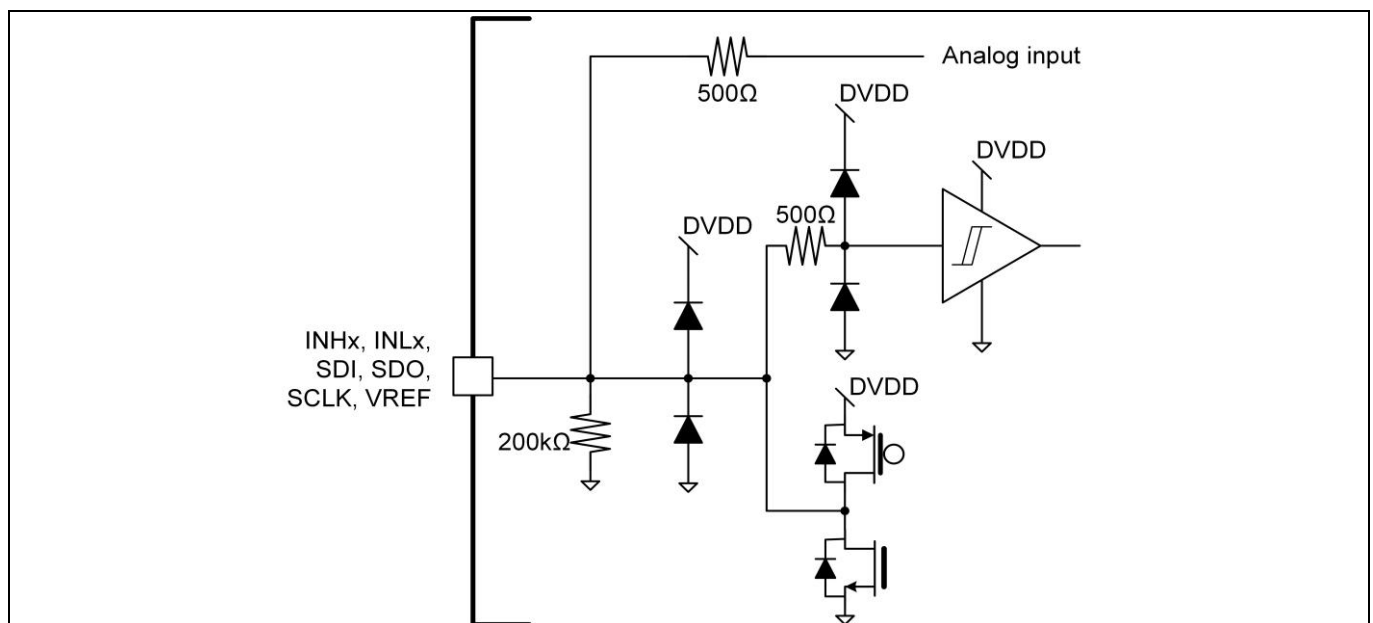 Analog input
500Ω
DVDD
DVDD
500Ω
DVDD
INHx, INLx,
SDI, SDO,
SCLK, VREF
DVDD
200kΩ